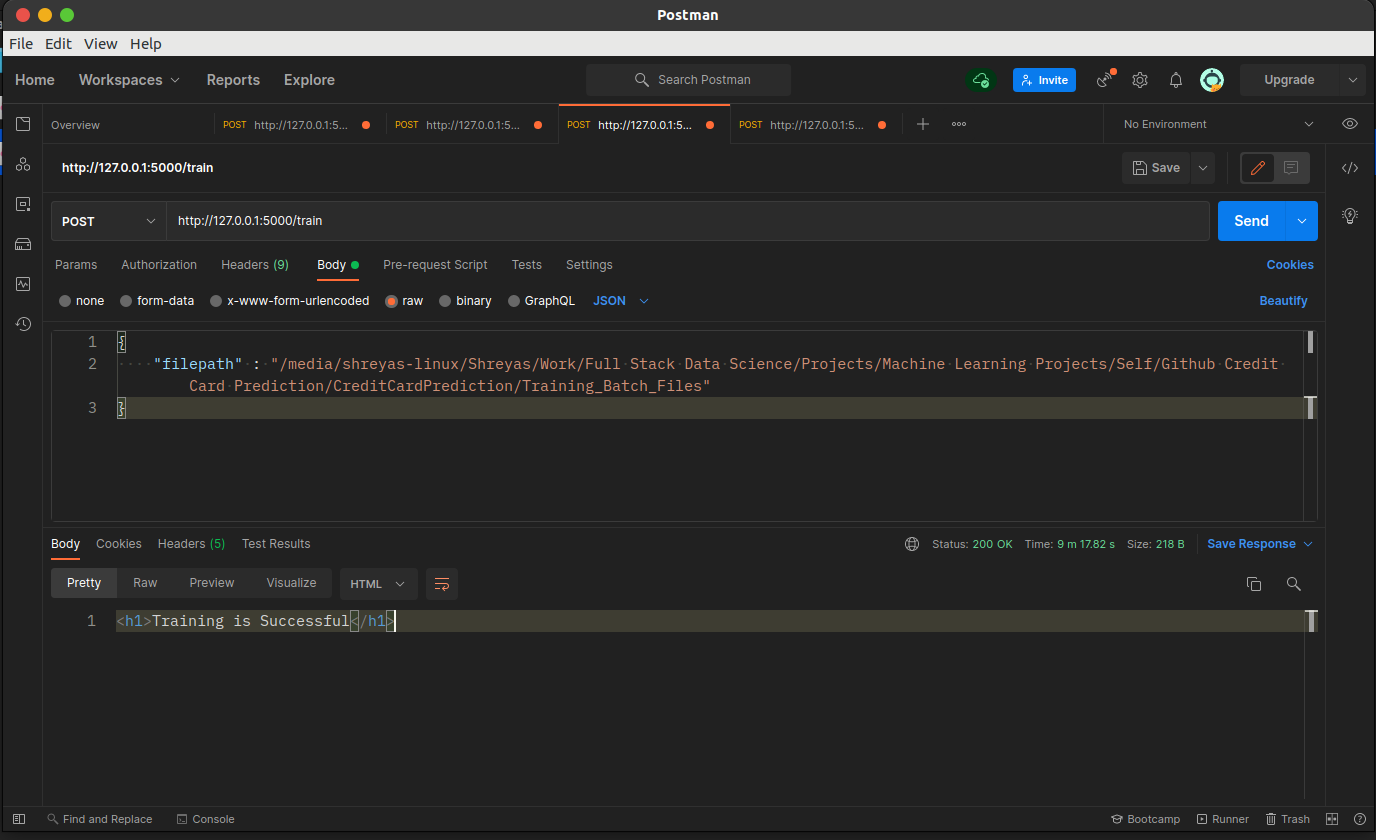 Postman
File Edit View Help
Home Workspaces Reports Explore Search Postman Invite Upgrade
Overview POST http://127.0.0.1:5... POST http://127.0.0.1:5... POST http://127.0.0.1:5... POST http://127.0.0.1:5... No Environment
http://127.0.0.1:5000/train Save
POST http://127.0.0.1:5000/train Send
Params Authorization Headers (9) Body Pre-request Script Tests Settings Cookies
none form-data x-www-form-urlencoded raw binary GraphQL JSON Beautify
1 {
2 "filepath" : "/media/shreyas-linux/Shreyas/Work/Full Stack Data Science/Projects/Machine Learning Projects/Self/Github Credit
Card Prediction/CreditCardPrediction/Training_Batch_Files"
3 }
Body Cookies Headers (5) Test Results Status: 200 OK Time: 9 m 17.82 s Size: 218 B Save Response
Pretty Raw Preview Visualize HTML
1 <h1>Training is Successful</h1>
Find and Replace Console Bootcamp Runner Trash